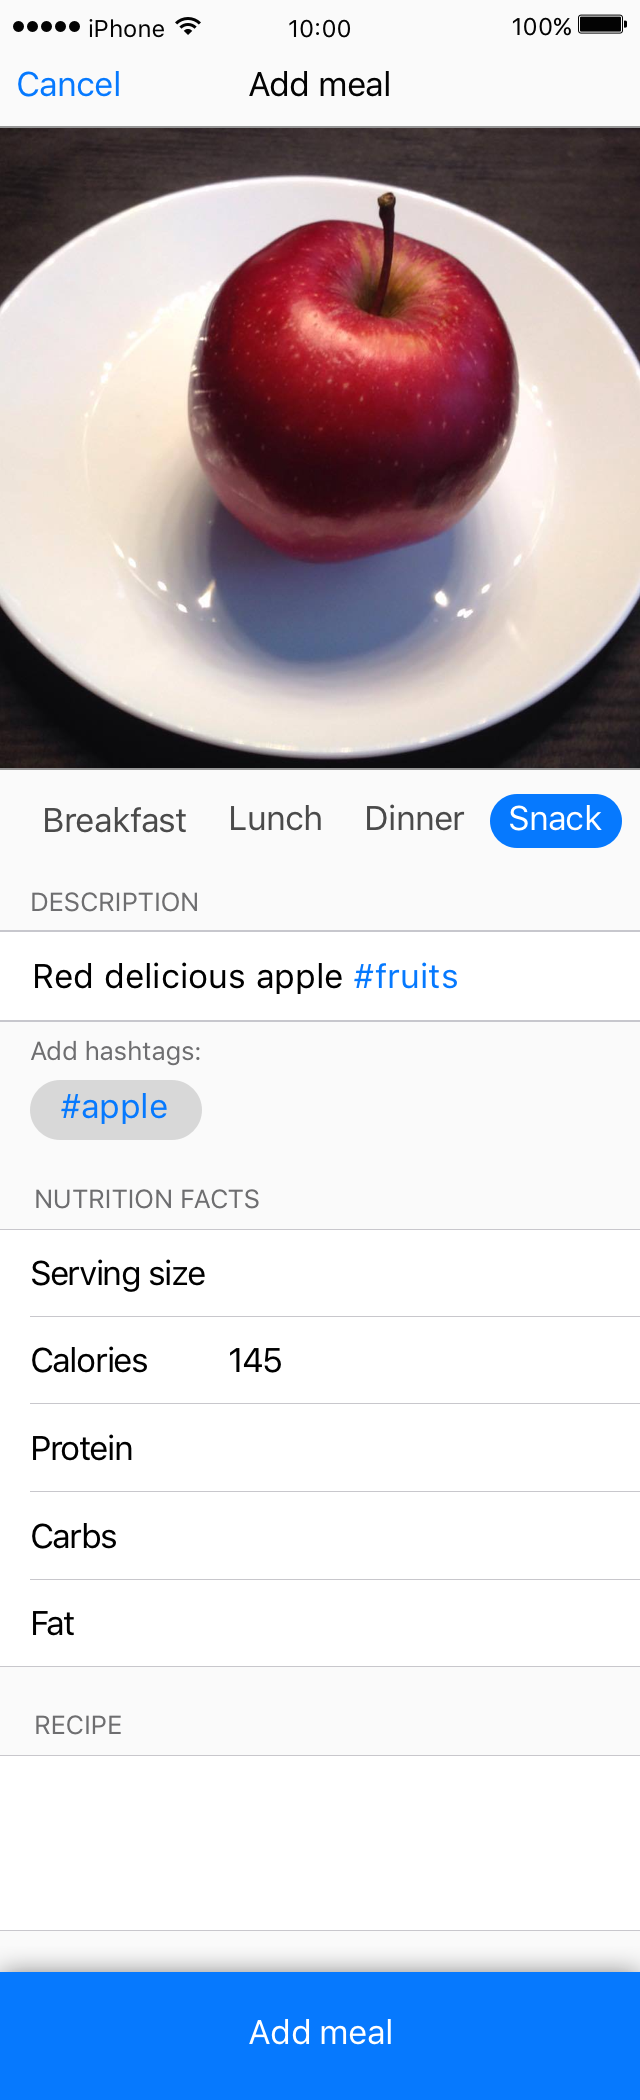 iPhone 10:00 100%
Cancel Add meal
Breakfast Lunch Dinner Snack
DESCRIPTION
Red delicious apple #fruits
Add hashtags:
#apple
NUTRITION FACTS
Serving size
Calories 145
Protein
Carbs
Fat
RECIPE
Add meal